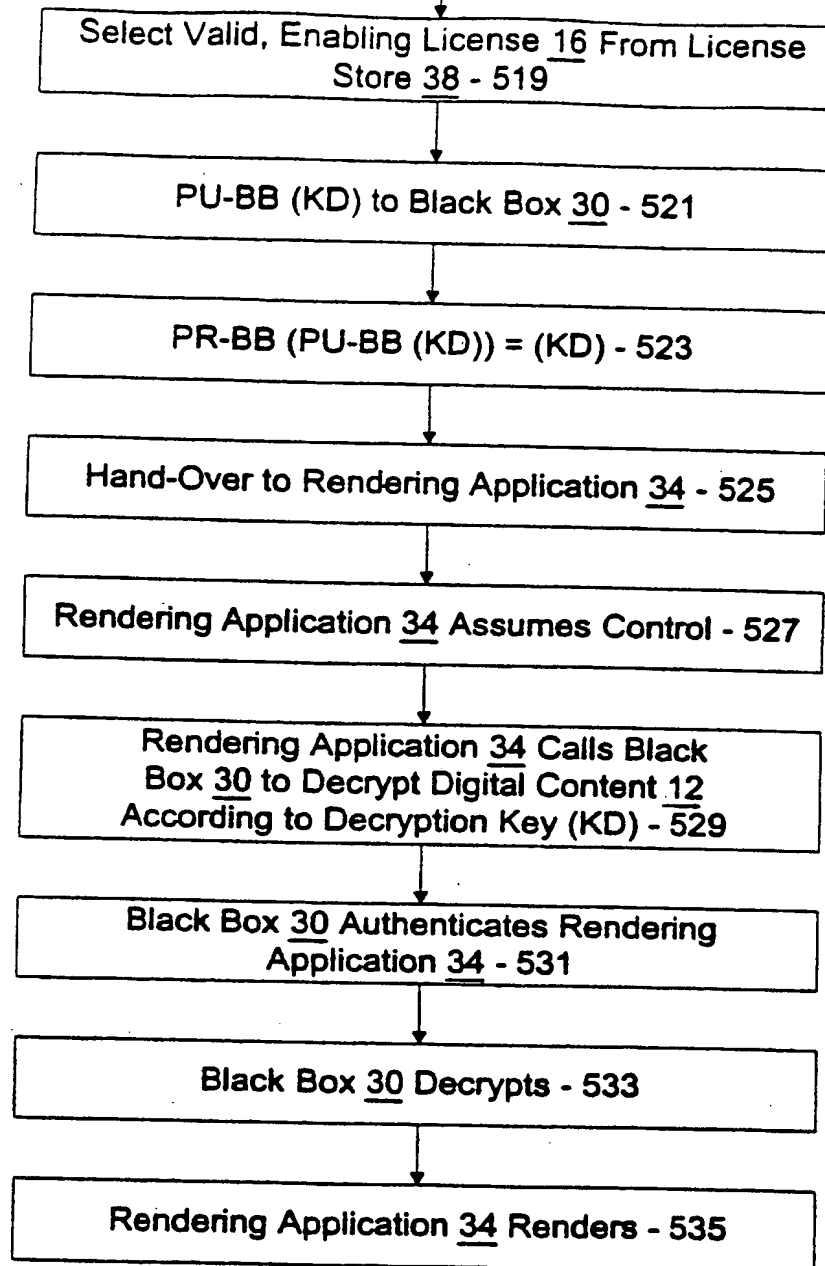 Select Valid, Enabling License 16 From License
Store 38 - 519
PU-BB (KD) to Black Box 30 - 521
PR-BB (PU-BB (KD)) = (KD) - 523
Hand-Over to Rendering Application 34 - 525
Rendering Application 34 Assumes Control - 527
Rendering Application 34 Calls Black
Box 30 to Decrypt Digital Content 12
According to Decryption Key (KD) - 529
Black Box 30 Authenticates Rendering
Application 34 - 531
Black Box 30 Decrypts - 533
Rendering Application 34 Renders - 535